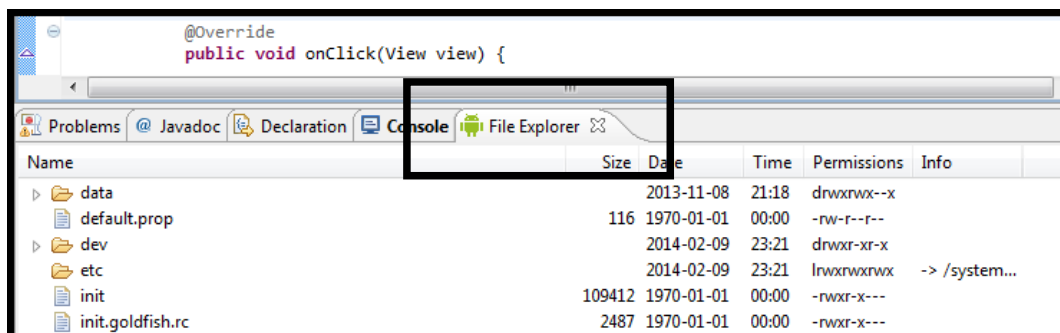 @Override
public void onClick(View view) {
Problems @ Javadoc Declaration Console File Explorer
Name Size Date Time Permissions Info
data 2013-11-08 21:18 drwxrwx--x
default.prop 116 1970-01-01 00:00 -rw-r--r--
dev 2014-02-09 23:21 drwxr-xr-x
etc 2014-02-09 23:21 lrwxrwxrwx -> /system...
init 109412 1970-01-01 00:00 -rwxr-x---
init.goldfish.rc 2487 1970-01-01 00:00 -rwxr-x---